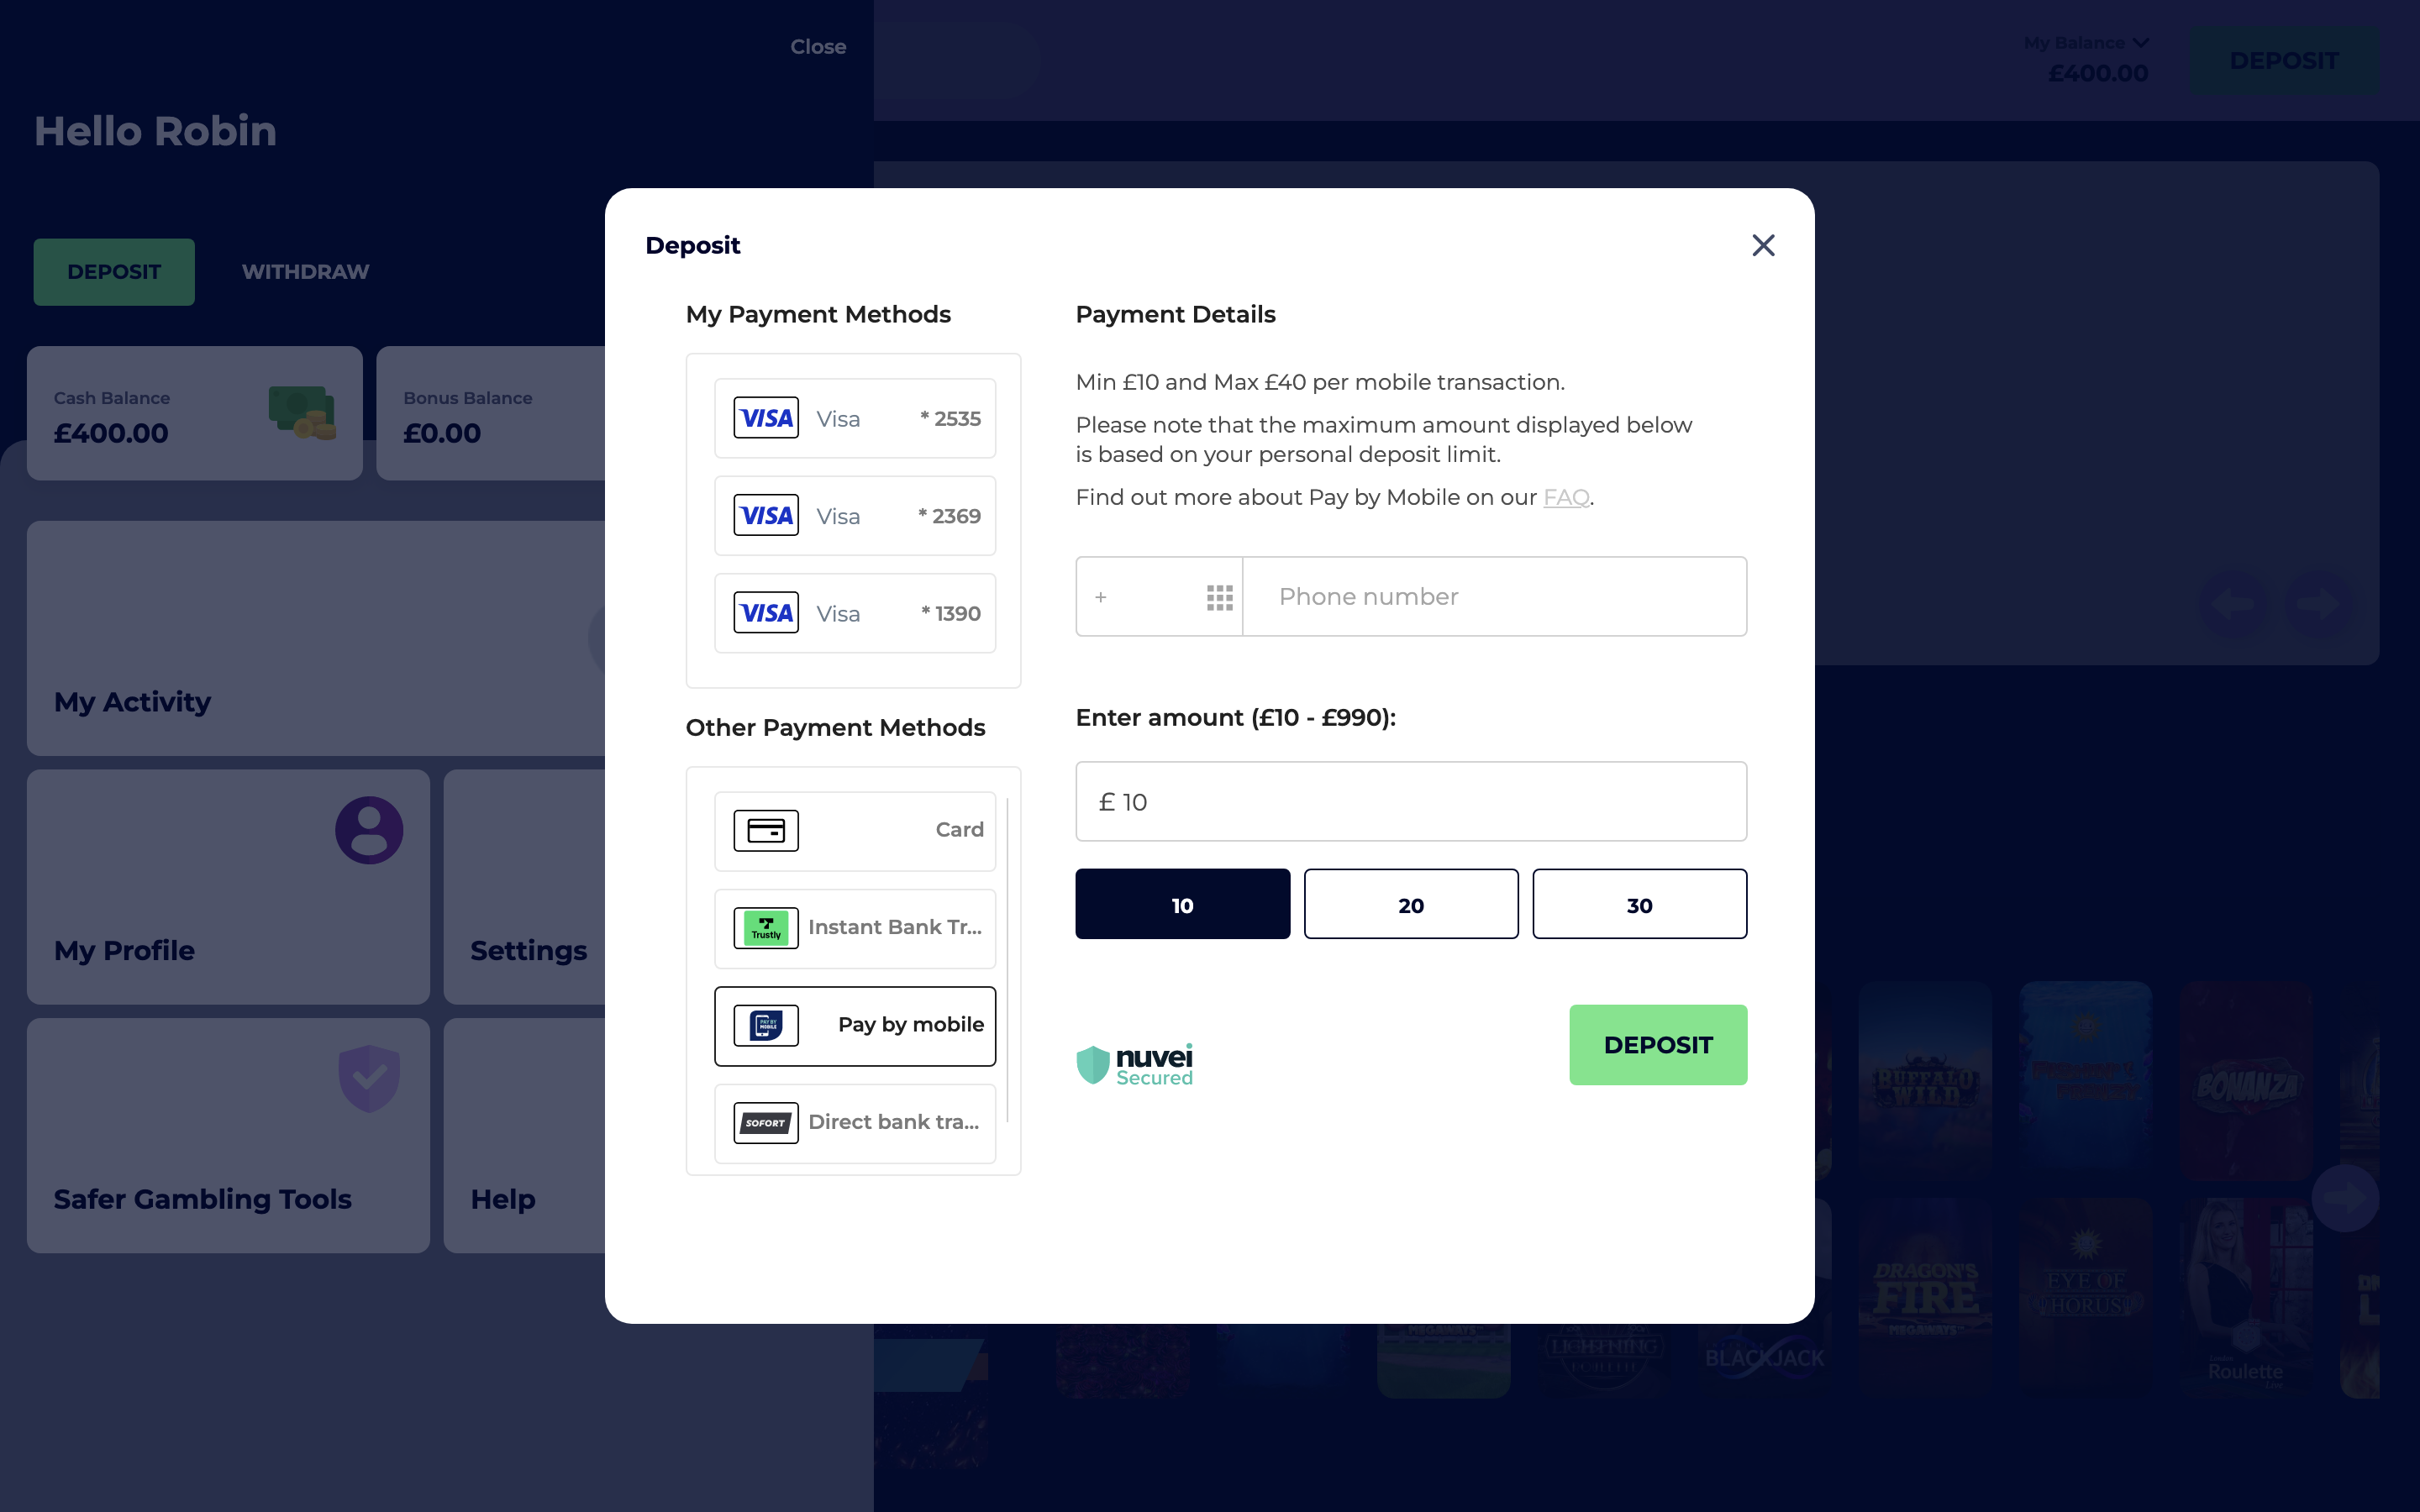 Close
My Balance
£400.00
DEPOSIT
Hello Robin
DEPOSIT
WITHDRAW
Cash Balance
£400.00
Bonus Balance
£0.00
My Activity
My Profile
Settings
Safer Gambling Tools
Help
Deposit
My Payment Methods
VISA Visa * 2535
VISA Visa * 2369
VISA Visa * 1390
Other Payment Methods
Card
Trustly Instant Bank Tr...
PAY BY MOBILE Pay by mobile
SOFORT Direct bank tra...
Payment Details
Min £10 and Max £40 per mobile transaction.
Please note that the maximum amount displayed below
is based on your personal deposit limit.
Find out more about Pay by Mobile on our FAQ.
+ Phone number
Enter amount (£10 - £990):
£ 10
10 20 30
nuvei
Secured
DEPOSIT
BUFFALO
WILD
BONANZA
DRAGON'S
FIRE
MEGAWAYS
EYE OF
HORUS
Roulette
MEGAWAYS
LIGHTNING
ROULETTE
BLACKJACK